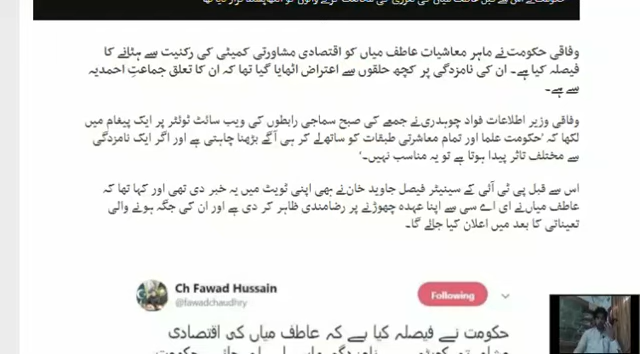 وفاقی حکومت نے ماہر معاشیات عاطف میاں کو اقتصادی مشاورتی کمیٹی کی رکنیت سے ہٹانے کا
فیصلہ کیا ہے۔ ان کی نامزدگی پر کچھ حلقوں سے اعتراض اٹھایا گیا تھا کہ ان کا تعلق جماعتِ احمدیہ
سے ہے۔
وفاقی وزیر اطلاعات فواد چوہدری نے جمعے کی صبح سماجی رابطوں کی ویب سائٹ ٹوئٹر پر ایک پیغام میں
لکھا کہ 'حکومت علما اور تمام معاشرتی طبقات کو ساتھ لے کر ہی آگے بڑھنا چاہتی ہے اور اگر ایک نامزدگی
سے مختلف تاثر پیدا ہوتا ہے تو یہ مناسب نہیں۔'
اس سے قبل پی ٹی آئی کے سینیٹر فیصل جاوید خان نے بھی اپنی ٹویٹ میں یہ خبر دی تھی اور کہا تھا کہ
عاطف میاں نے ای اے سی سے اپنا عہدہ چھوڑنے پر رضامندی ظاہر کر دی ہے اور ان کی جگہ ہونے والی
تعیناتی کا بعد میں اعلان کیا جائے گا۔
Ch Fawad Hussain
@fawadchaudhry
Following
حکومت نے فیصلہ کیا ہے کہ عاطف میاں کی اقتصادی